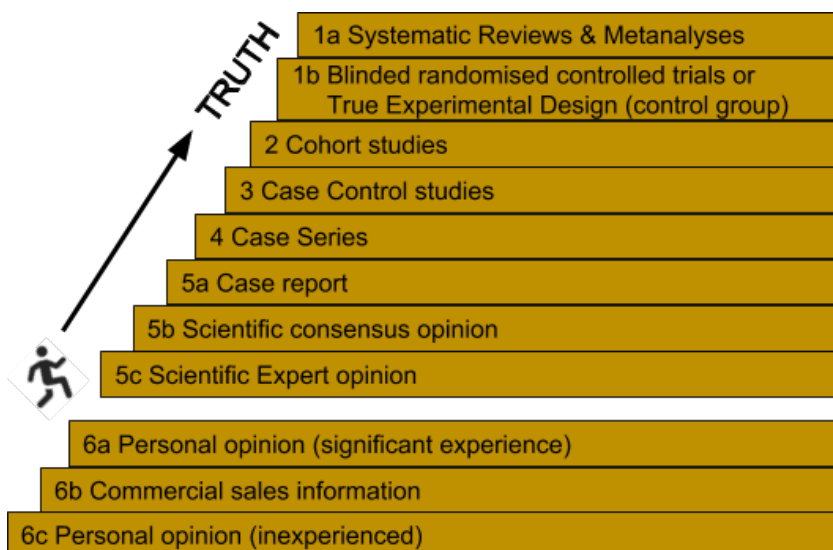 TRUTH
1a Systematic Reviews & Metanalyses
1b Blinded randomised controlled trials or
True Experimental Design (control group)
2 Cohort studies
3 Case Control studies
4 Case Series
5a Case report
5b Scientific consensus opinion
5c Scientific Expert opinion
6a Personal opinion (significant experience)
6b Commercial sales information
6c Personal opinion (inexperienced)